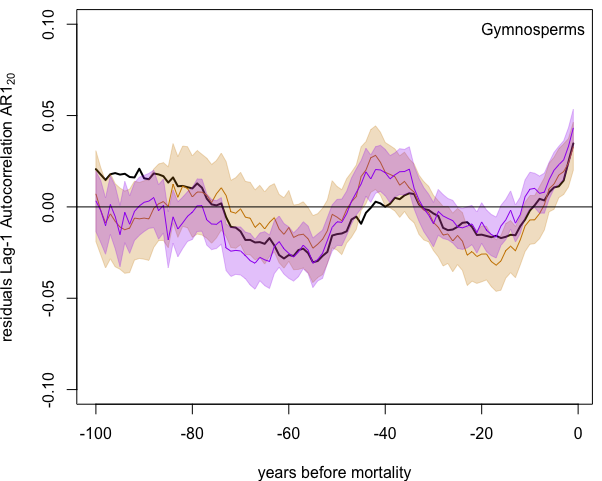 Gymnosperms
residuals Lag-1 Autocorrelation AR1₂₀
0.10
0.05
0.00
-0.05
-0.10
-100 -80 -60 -40 -20 0
years before mortality